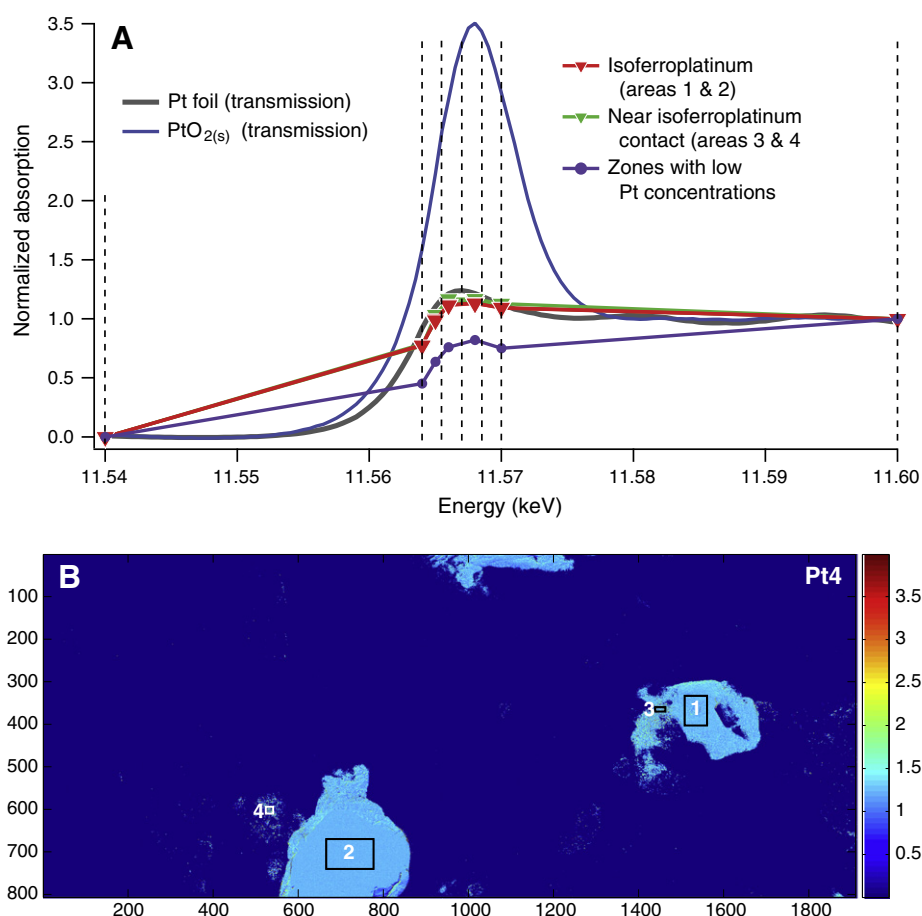 A
3.5
3.0
2.5
2.0
1.5
1.0
0.5
0.0
Normalized absorption
Pt foil (transmission)
PtO2(s) (transmission)
Isoferroplatinum
(areas 1 & 2)
Near isoferroplatinum
contact (areas 3 & 4
Zones with low
Pt concentrations
11.54 11.55 11.56 11.57 11.58 11.59 11.60
Energy (keV)
B
Pt4
100
200
300
400
500
600
700
800
3
1
4
2
3.5
3
2.5
2
1.5
1
0.5
200 400 600 800 1000 1200 1400 1600 1800